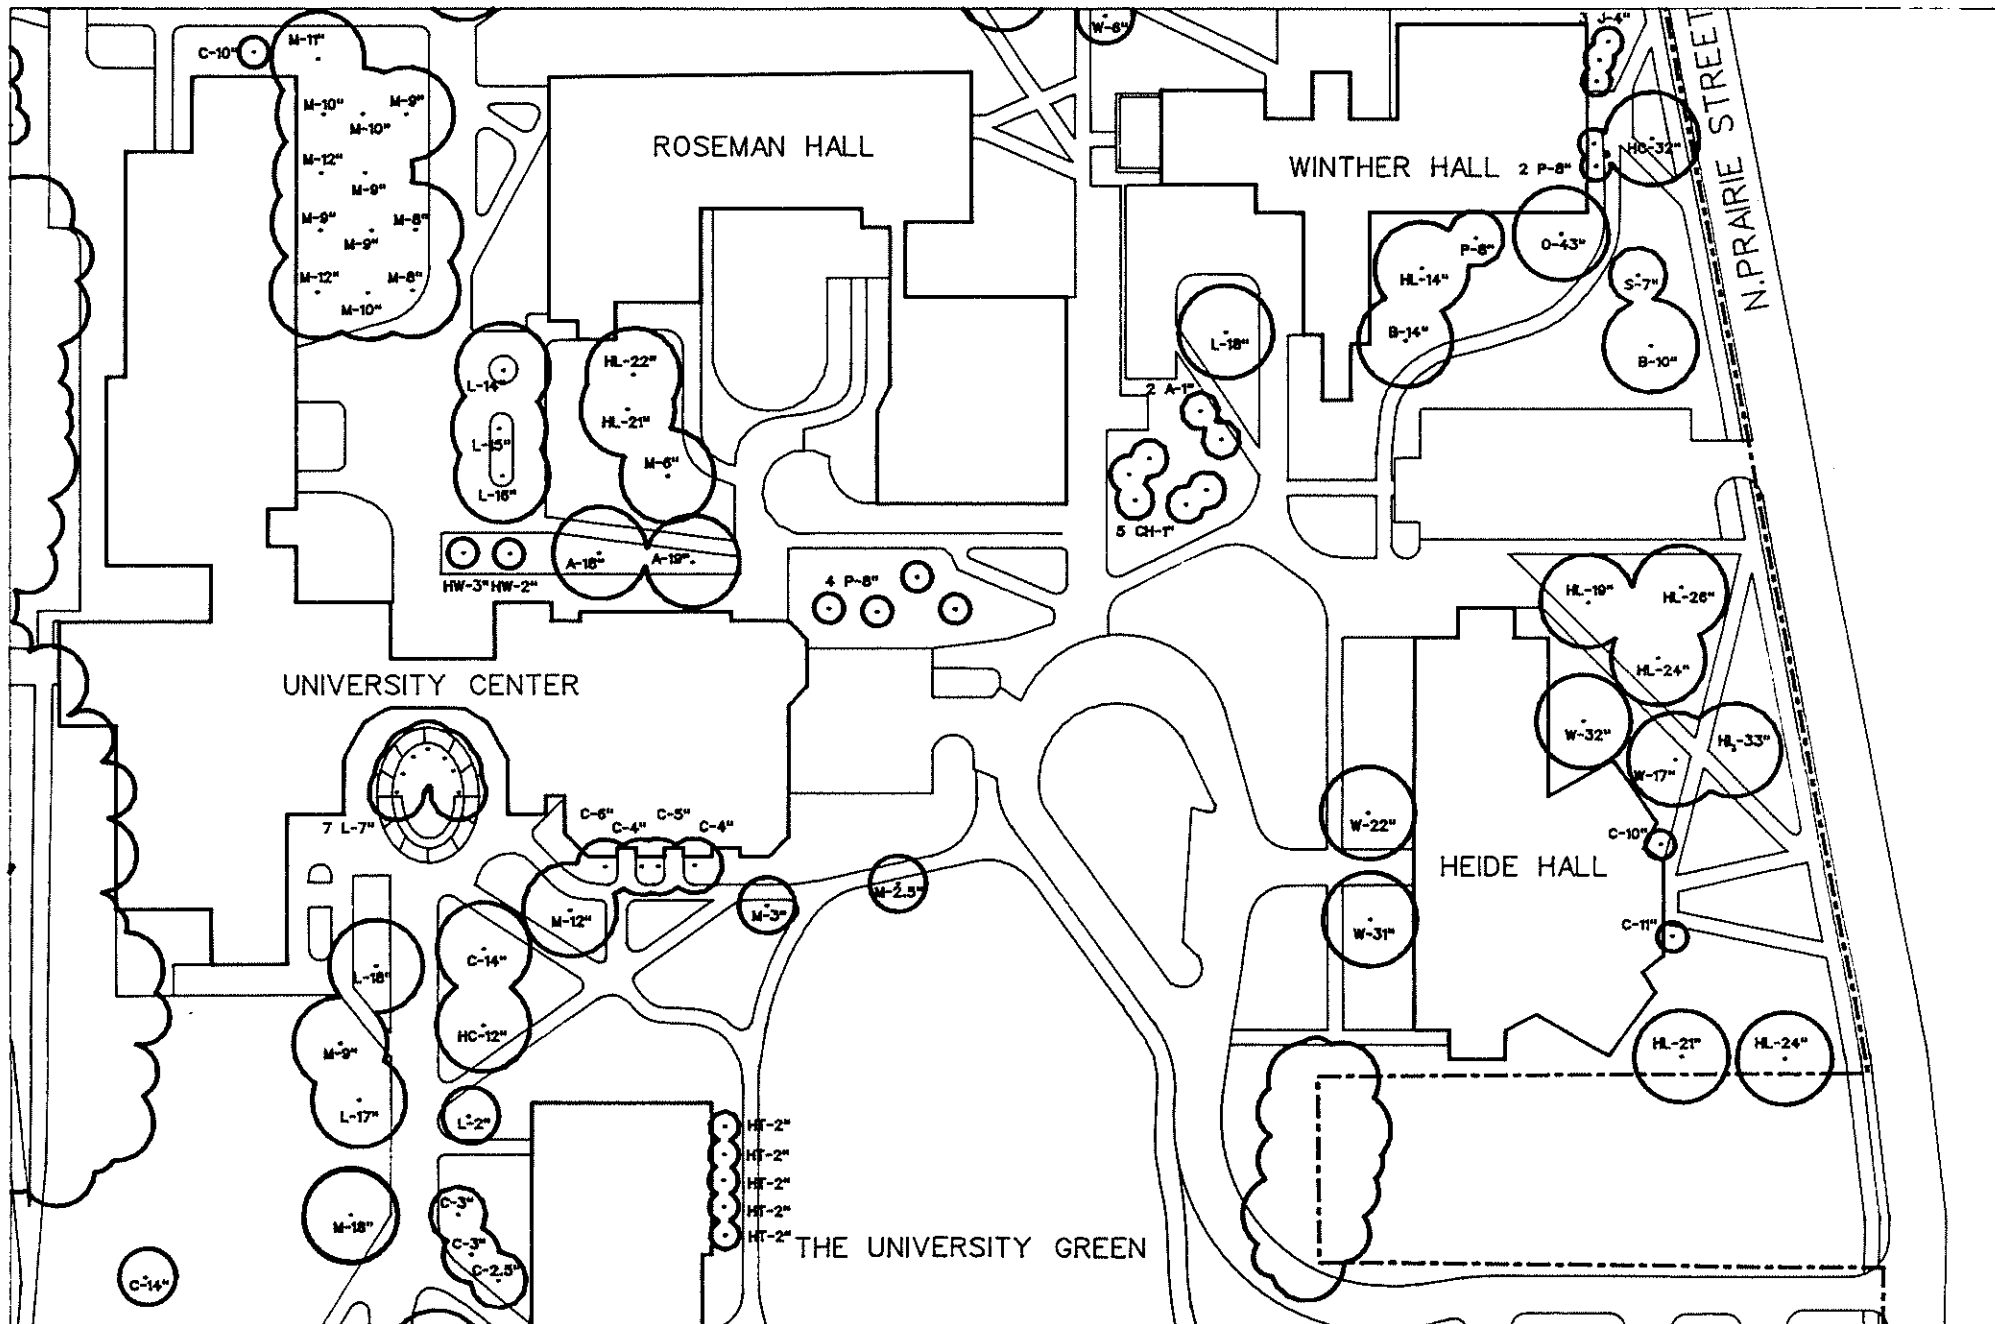 J-4"
M-11"
C-10"
W-6"
M-10"
M-9"
M-10"
ROSEMAN HALL
HC-32"
M-12"
WINTHER HALL
2 P-8"
M-9"
N.PRAIRIE STREET
M-9"
M-8"
M-9"
P-6"
O-43"
M-12"
M-8"
HL-14"
S-7"
M-10"
B-14"
L-18"
HL-22"
B-10"
L-14"
2 A-1"
HL-21"
L-15"
M-6"
L-16"
5 CH-1"
A-18"
A-19"
HW-3"
HW-2"
4 P-8"
HL-19"
HL-26"
HL-24"
UNIVERSITY CENTER
W-32"
HL-33"
W-17"
C-6"
C-5"
7 L-7"
C-4"
C-4"
W-22"
C-10"
HEIDE HALL
M-2.5"
M-12"
M-3"
C-11"
W-31"
C-14"
L-18"
HC-12"
M-9"
HL-21"
HL-24"
L-17"
L-2"
HT-2"
HT-2"
HT-2"
HT-2"
HT-2"
C-3"
M-18"
C-3"
THE UNIVERSITY GREEN
C-2.5"
C-14"